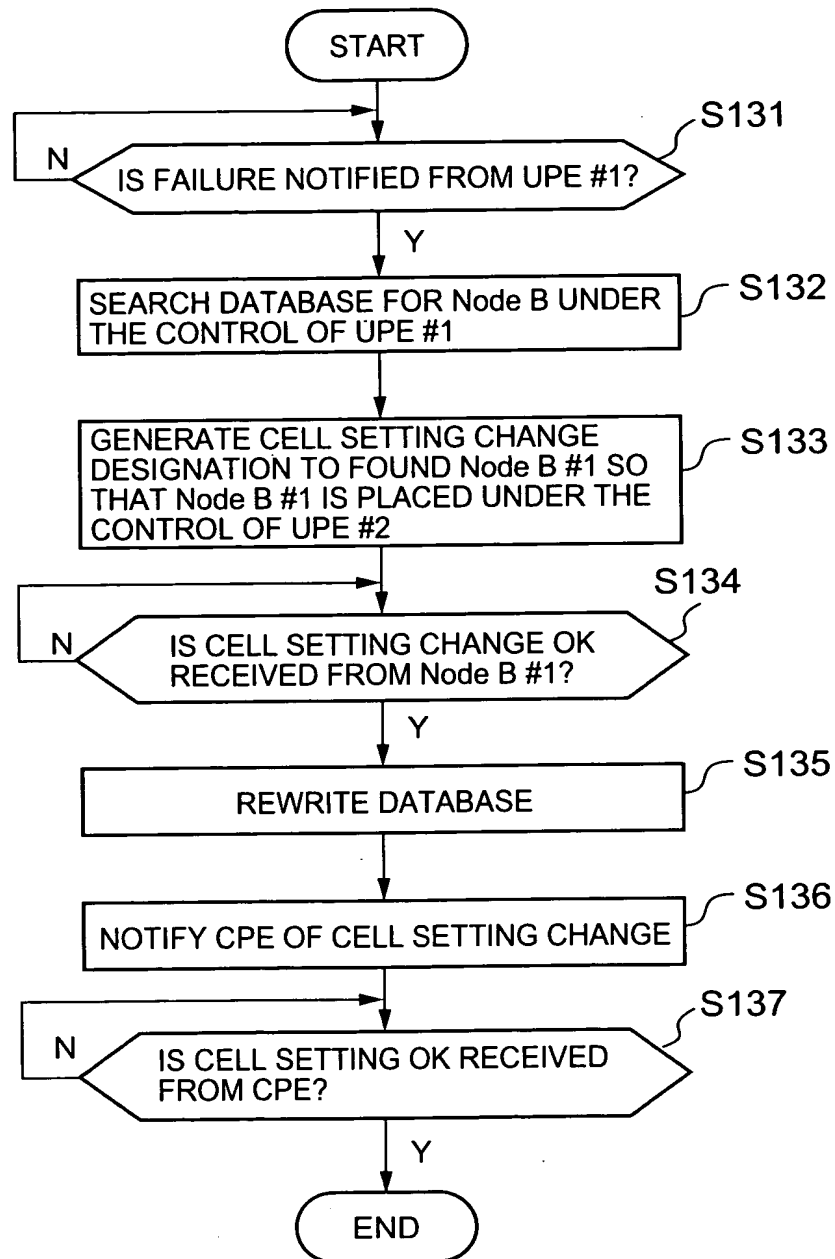 START
S131
N
IS FAILURE NOTIFIED FROM UPE #1?
Y
S132
SEARCH DATABASE FOR Node B UNDER
THE CONTROL OF UPE #1
S133
GENERATE CELL SETTING CHANGE
DESIGNATION TO FOUND Node B #1 SO
THAT Node B #1 IS PLACED UNDER THE
CONTROL OF UPE #2
S134
N
IS CELL SETTING CHANGE OK
RECEIVED FROM Node B #1?
Y
S135
REWRITE DATABASE
S136
NOTIFY CPE OF CELL SETTING CHANGE
S137
N
IS CELL SETTING OK RECEIVED
FROM CPE?
Y
END